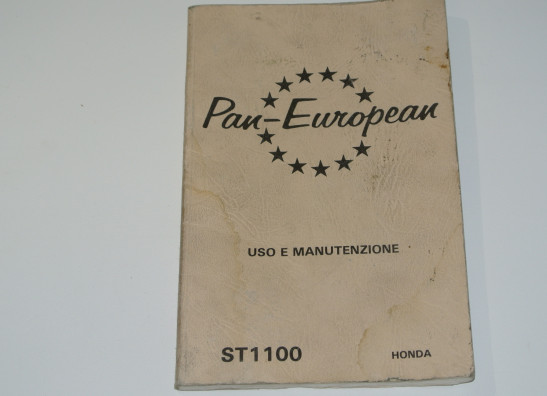 Pan-European
USO E MANUTENZIONE
ST1100
HONDA